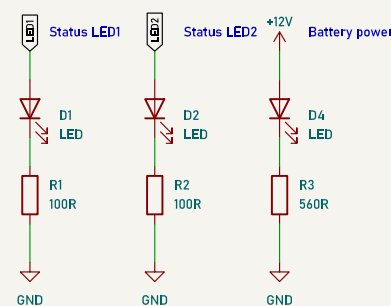 LED1
Status LED1
LED2
Status LED2
+12V
Battery power
D1
LED
D2
LED
D4
LED
R1
100R
R2
100R
R3
560R
GND
GND
GND